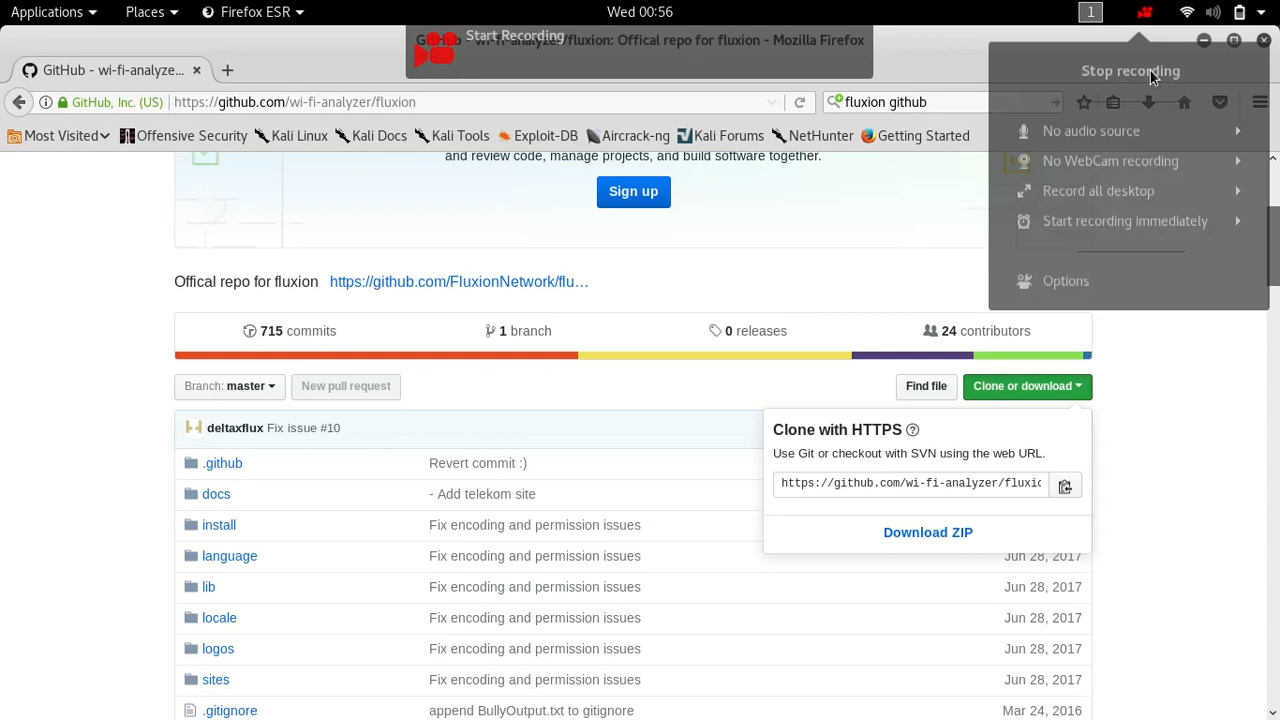 Applications Places Firefox ESR Wed 00:56 1
Start Recording
wi-fi-analyzer/fluxion: Offical repo for fluxion - Mozilla Firefox
GitHub - wi-fi-analyze...
Stop recording
GitHub, Inc. (US) https://github.com/wi-fi-analyzer/fluxion fluxion github
Most Visited Offensive Security Kali Linux Kali Docs Kali Tools Exploit-DB Aircrack-ng Kali Forums NetHunter Getting Started
No audio source
No WebCam recording
Record all desktop
Start recording immediately
Options
and review code, manage projects, and build software together.
Sign up
Offical repo for fluxion https://github.com/FluxionNetwork/flu…
715 commits 1 branch 0 releases 24 contributors
Branch: master New pull request Find file Clone or download
deltaxflux Fix issue #10
Clone with HTTPS
Use Git or checkout with SVN using the web URL.
https://github.com/wi-fi-analyzer/fluxio
Download ZIP
.github Revert commit :)
docs - Add telekom site
install Fix encoding and permission issues
language Fix encoding and permission issues Jun 28, 2017
lib Fix encoding and permission issues Jun 28, 2017
locale Fix encoding and permission issues Jun 28, 2017
logos Fix encoding and permission issues Jun 28, 2017
sites Fix encoding and permission issues Jun 28, 2017
.gitignore append BullyOutput.txt to gitignore Mar 24, 2016